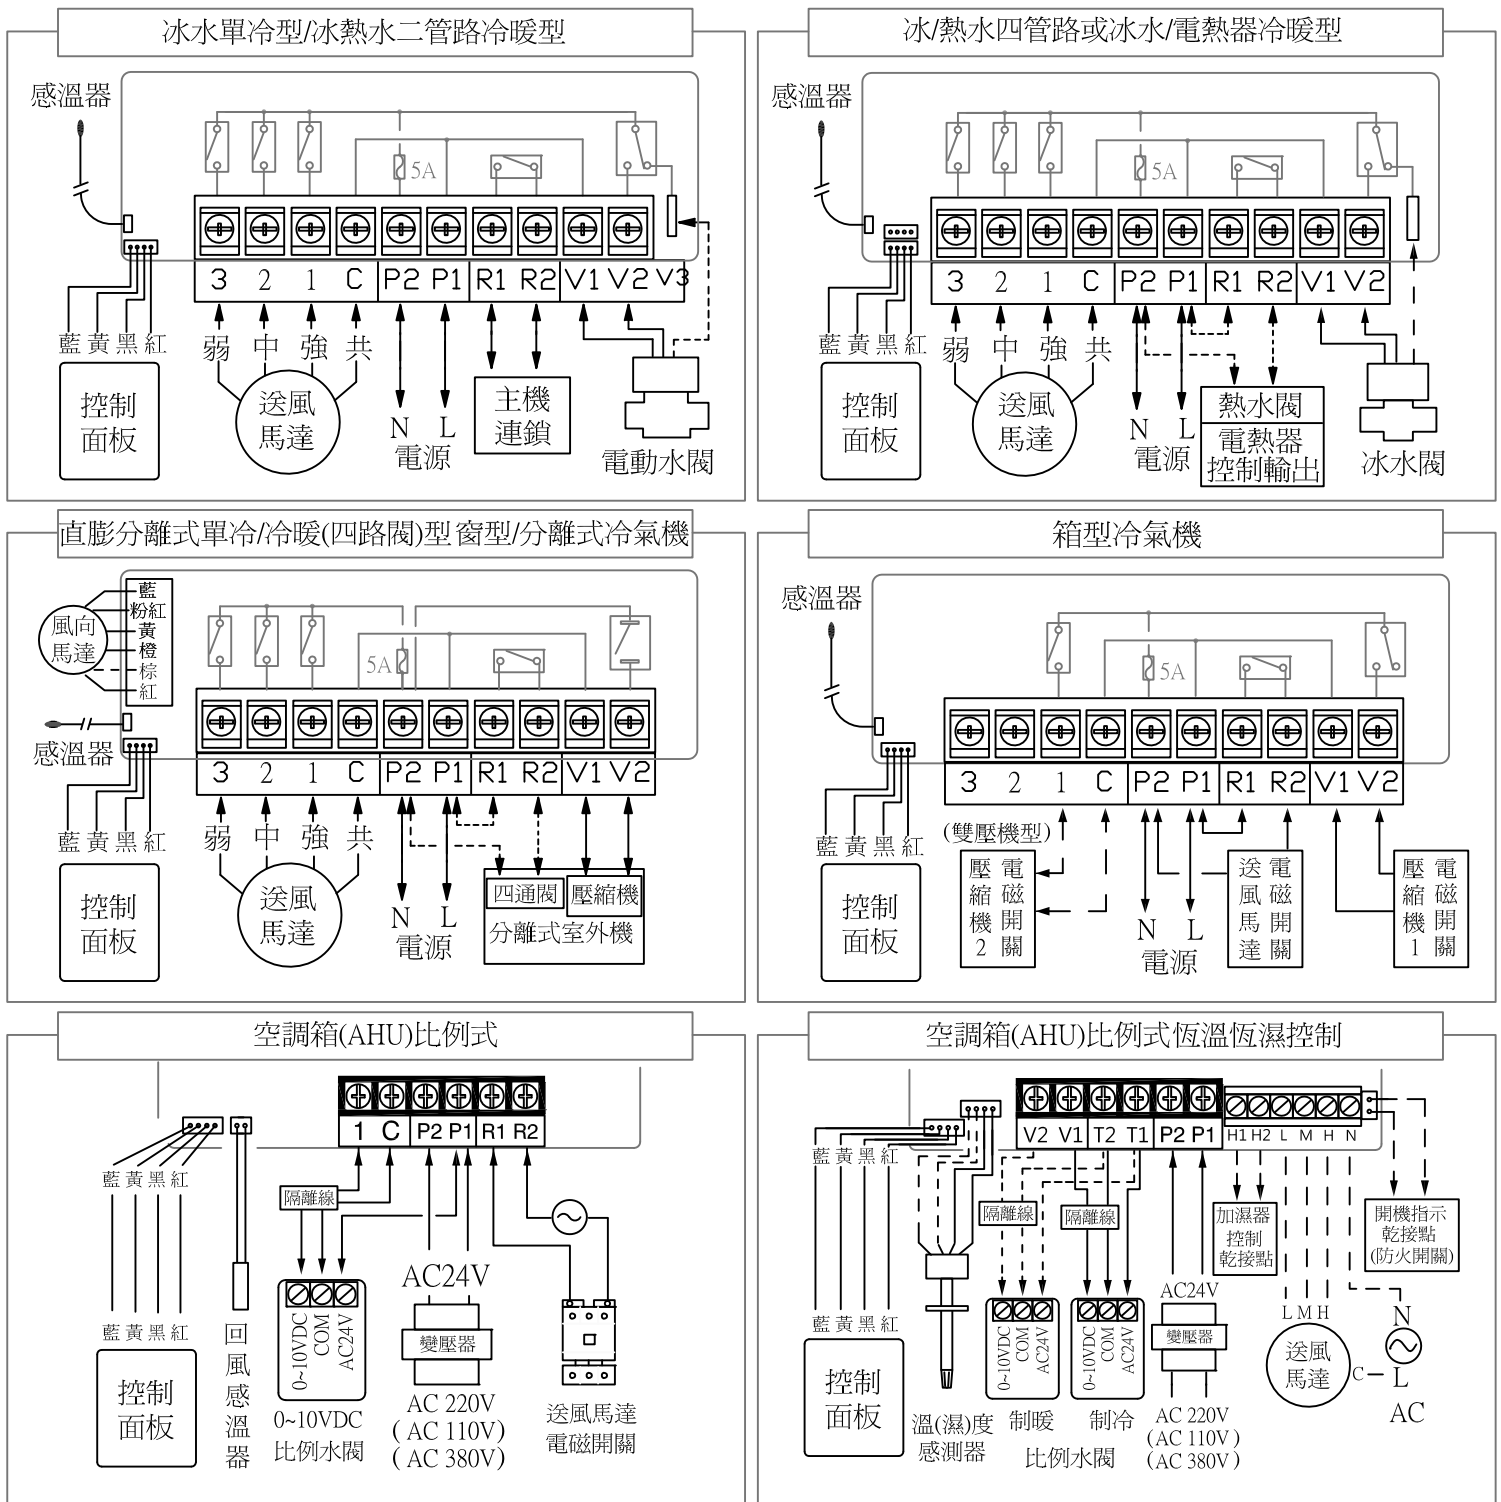 冰水單冷型/冰熱水二管路冷暖型
感溫器
5A
3 2 1 C P2 P1 R1 R2 V1 V2 V3
藍 黃 黑 紅
弱 中 強 共
控制
面板
送風
馬達
N L
電源
主機
連鎖
電動水閥
冰/熱水四管路或冰水/電熱器冷暖型
感溫器
5A
3 2 1 C P2 P1 R1 R2 V1 V2
藍 黃 黑 紅
弱 中 強 共
控制
面板
送風
馬達
N L
電源
熱水閥
電熱器
控制輸出
冰水閥
直膨分離式單冷/冷暖(四路閥)型 窗型/分離式冷氣機
風向
馬達
藍
粉紅
黃
橙
棕
紅
感溫器
5A
3 2 1 C P2 P1 R1 R2 V1 V2
藍 黃 黑 紅
弱 中 強 共
控制
面板
送風
馬達
N L
電源
四通閥
壓縮機
分離式室外機
箱型冷氣機
感溫器
5A
3 2 1 C P2 P1 R1 R2 V1 V2
藍 黃 黑 紅
(雙壓機型)
控制
面板
壓縮機2
電磁開關
N L
電源
送風馬達
電磁開關
壓縮機1
電磁開關
空調箱(AHU)比例式
1 C P2 P1 R1 R2
藍 黃 黑 紅
隔離線
藍 黃 黑 紅
控制
面板
回風感溫器
0~10VDC
COM
AC24V
0~10VDC
比例水閥
AC24V
變壓器
AC 220V
( AC 110V)
( AC 380V)
送風馬達
電磁開關
空調箱(AHU)比例式恆溫恆濕控制
V2 V1 T2 T1 P2 P1 H1 H2 L M H N
藍 黃 黑 紅
隔離線
隔離線
加濕器
控制
乾接點
開機指示
乾接點
(防火開關)
藍 黃 黑 紅
控制
面板
溫(濕)度
感測器
0~10VDC
COM
AC24V
制暖
0~10VDC
COM
AC24V
制冷
比例水閥
AC24V
變壓器
AC 220V
(AC 110V)
(AC 380V)
L M H
送風
馬達
C
N
L
AC